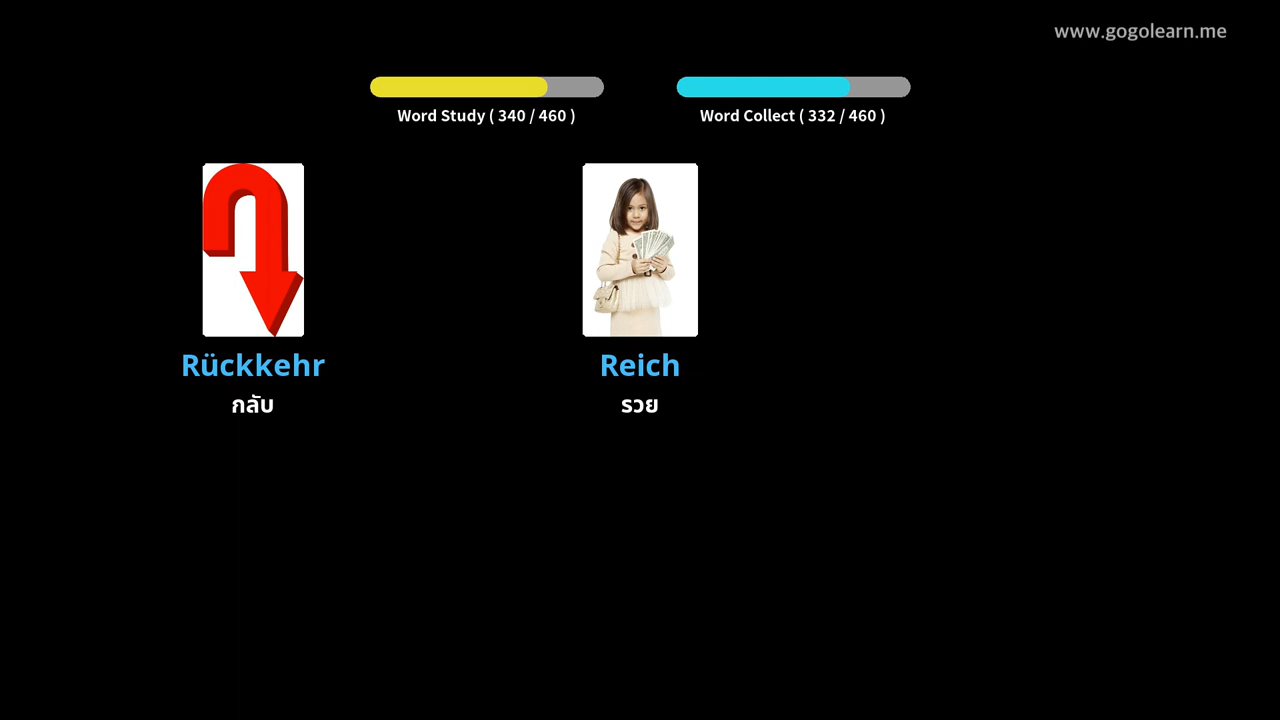 www.gogolearn.me
Word Study ( 340 / 460 )
Word Collect ( 332 / 460 )
Rückkehr
กลับ
Reich
รวย